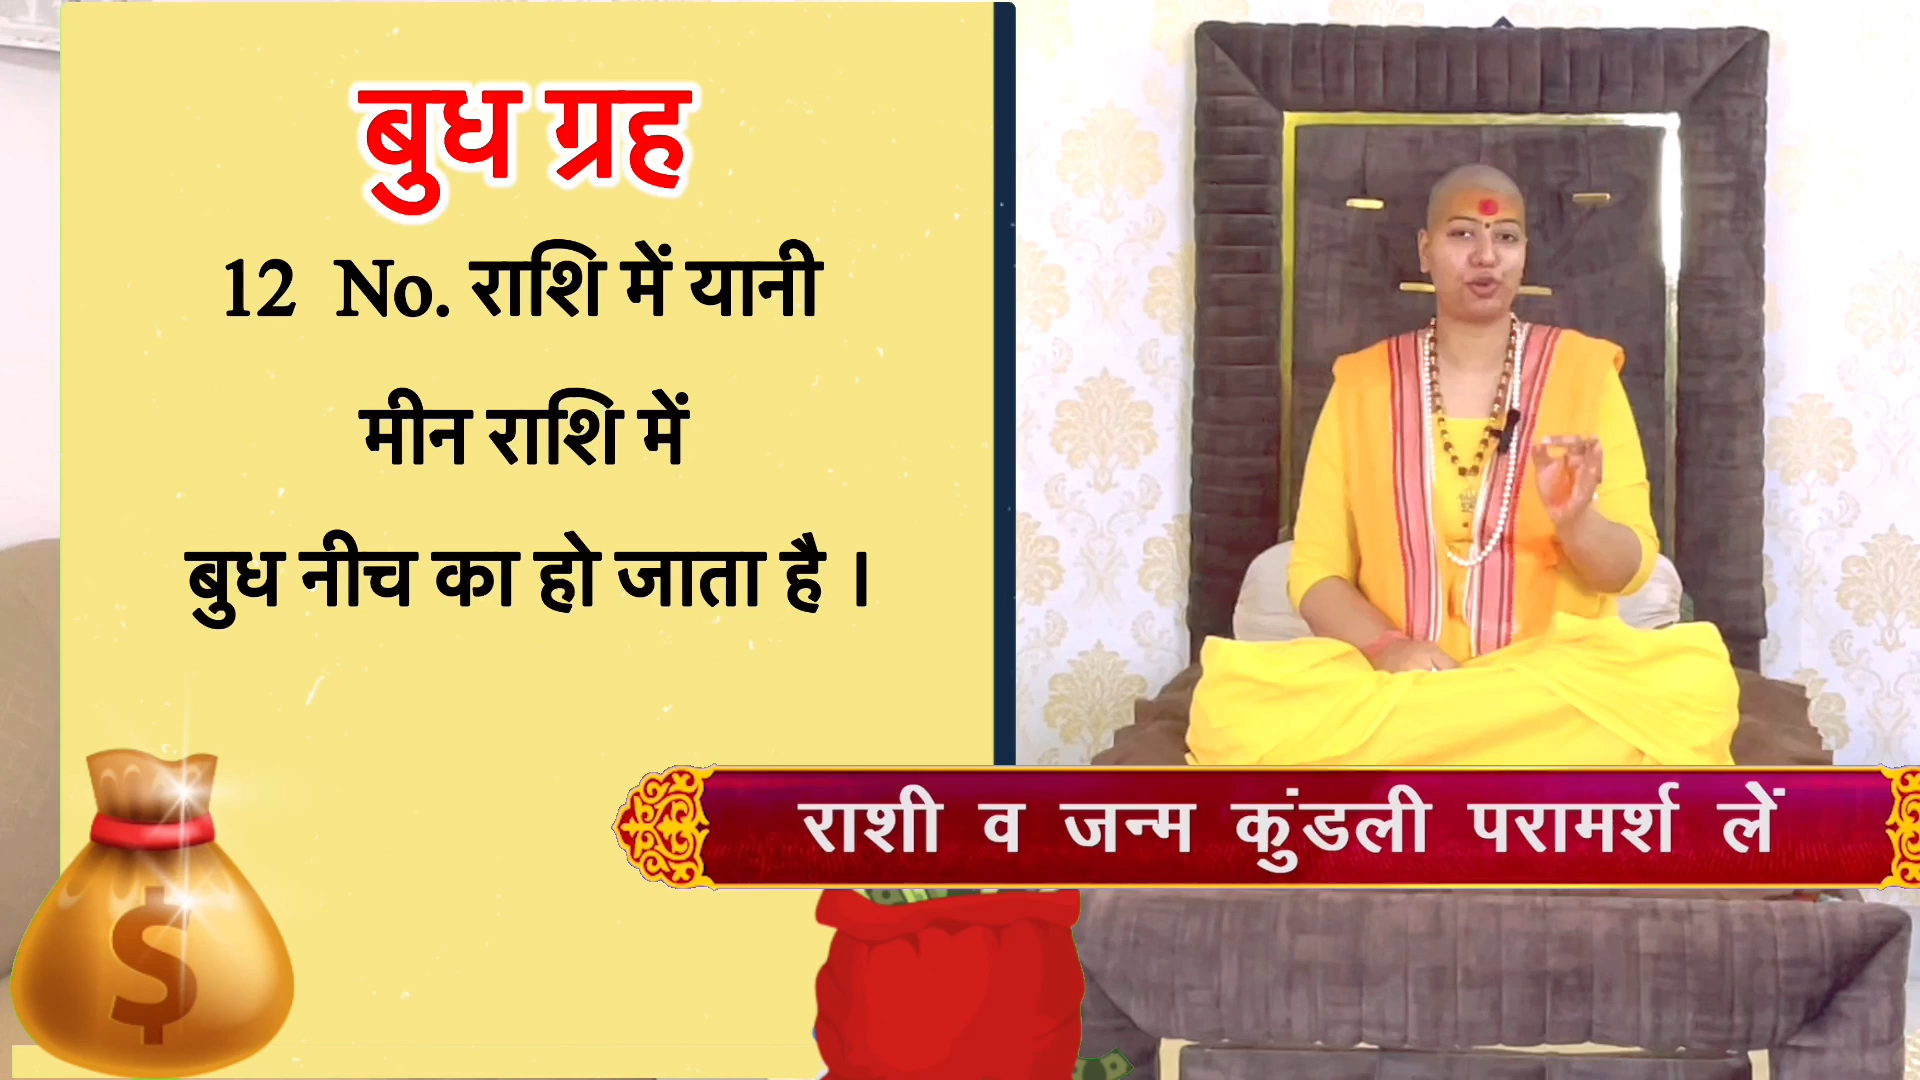 बुध ग्रह
12 No. राशि में यानी
मीन राशि में
बुध नीच का हो जाता है ।
राशी व जन्म कुंडली परामर्श लें
$